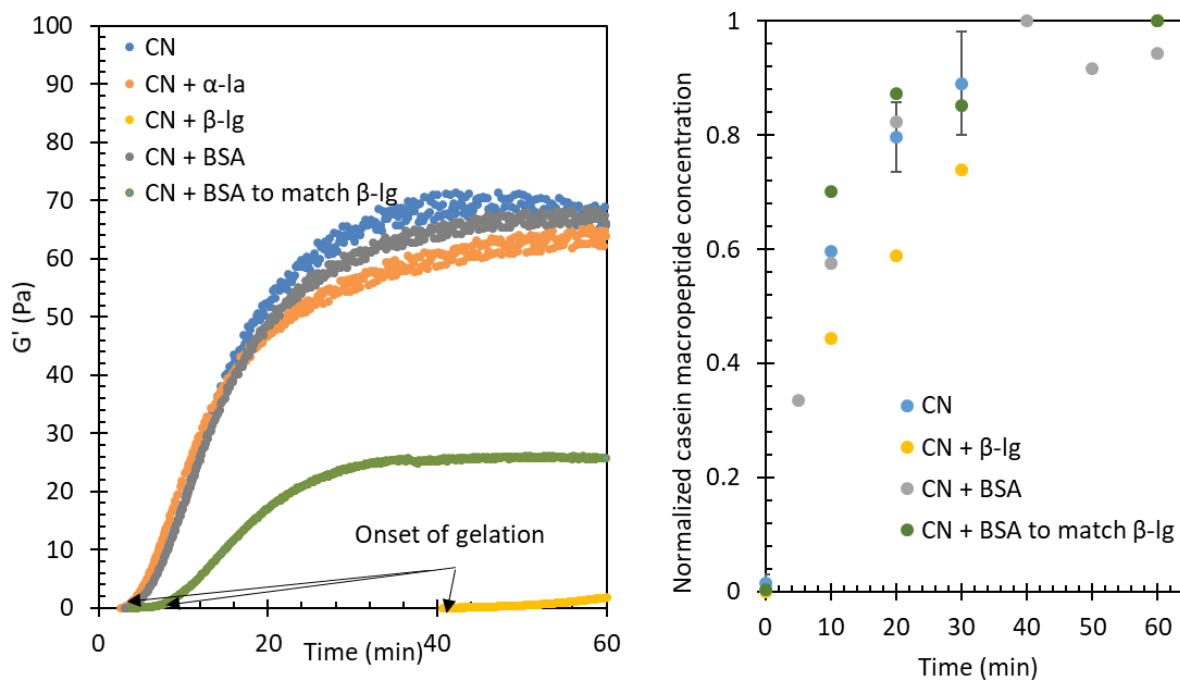 100
90
80
70
60
50
40
30
20
10
0
G' (Pa)
CN
CN + α-la
CN + β-lg
CN + BSA
CN + BSA to match β-lg
Onset of gelation
0
20
40
60
Time (min)
1
0.8
0.6
0.4
0.2
0
Normalized casein macropeptide concentration
CN
CN + β-lg
CN + BSA
CN + BSA to match β-lg
0
10
20
30
40
50
60
Time (min)